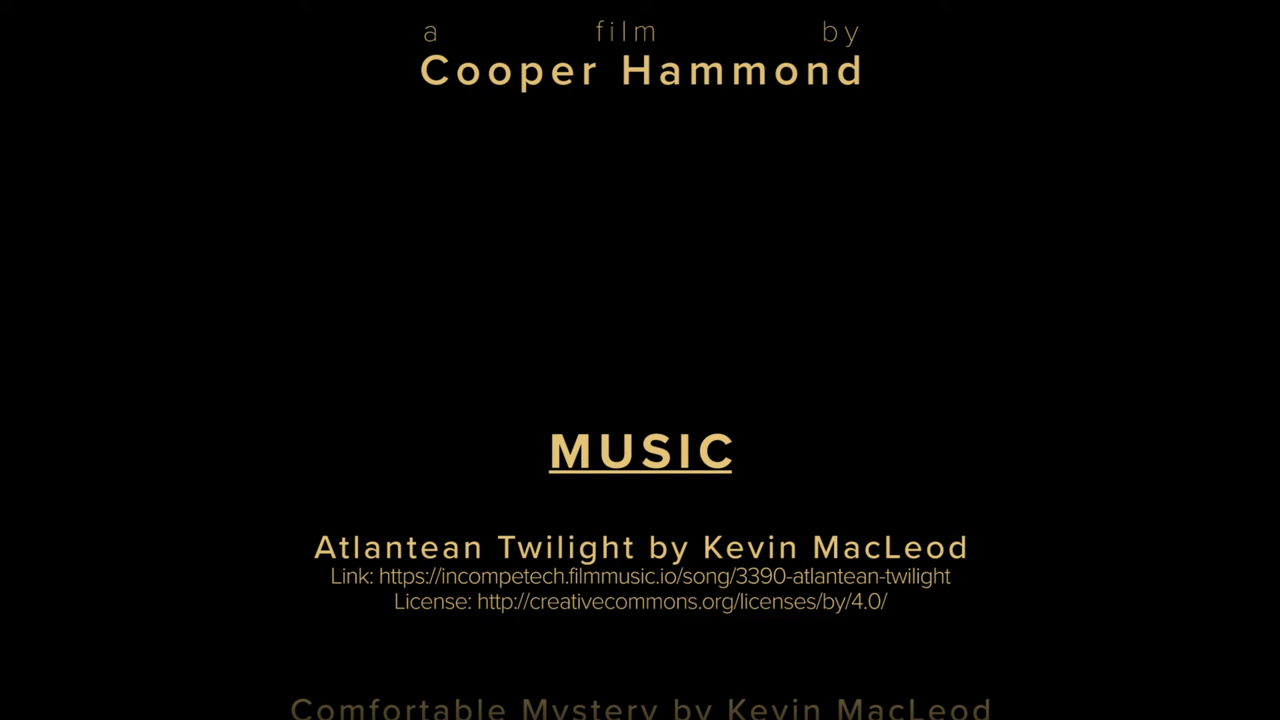 a film by
Cooper Hammond
MUSIC
Atlantean Twilight by Kevin MacLeod
Link: https://incompetech.filmmusic.io/song/3390-atlantean-twilight
License: http://creativecommons.org/licenses/by/4.0/
Comfortable Mystery by Kevin MacLeod